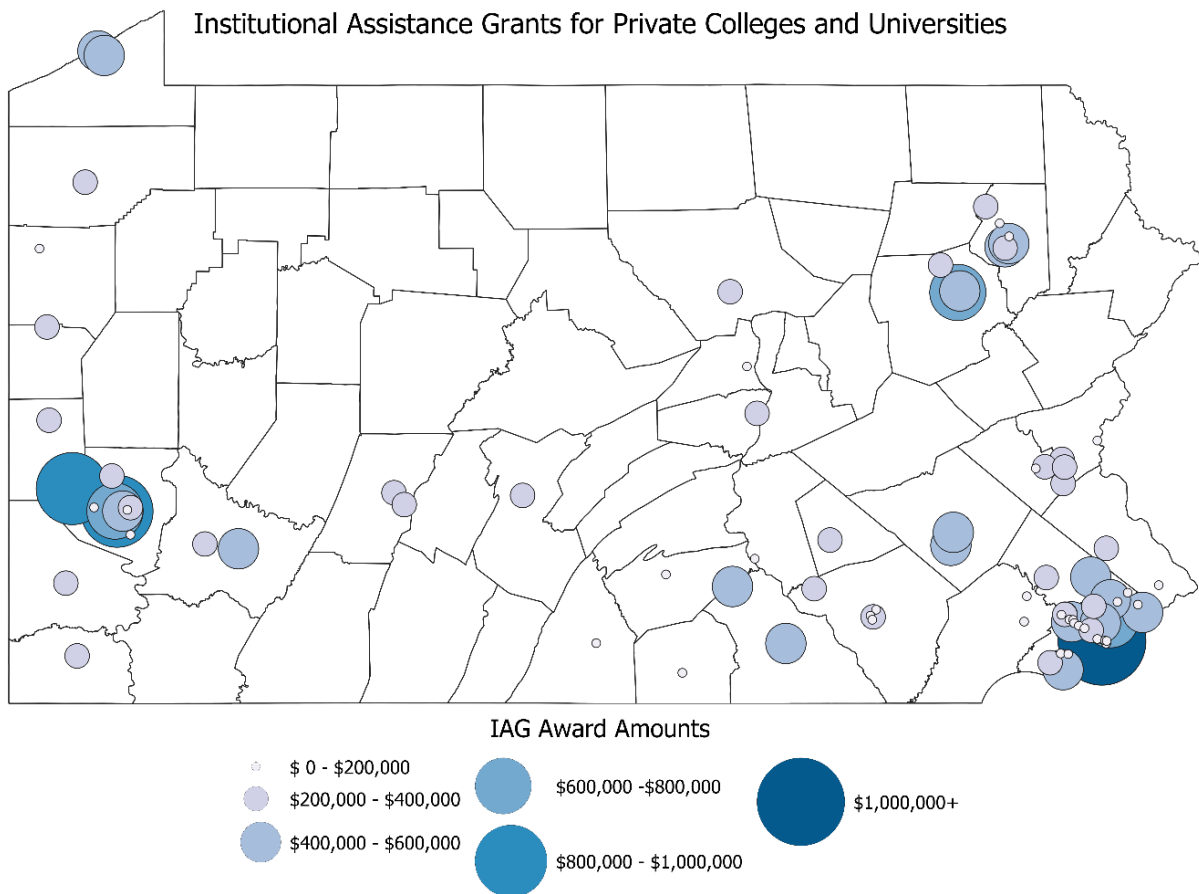 Institutional Assistance Grants for Private Colleges and Universities
IAG Award Amounts
$ 0 - $200,000
$200,000 - $400,000
$400,000 - $600,000
$600,000 -$800,000
$800,000 - $1,000,000
$1,000,000+